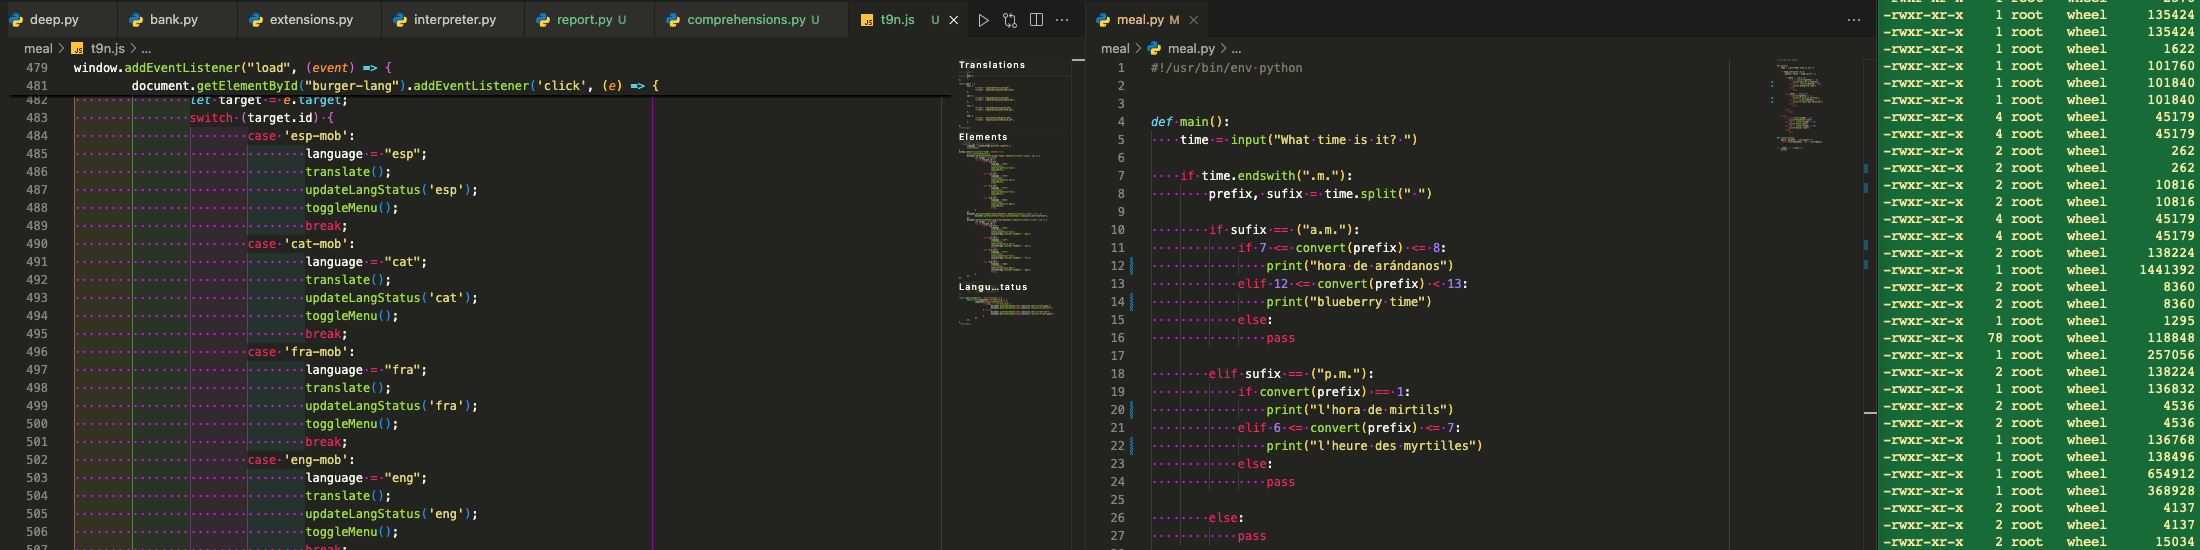 deep.py
bank.py
extensions.py
interpreter.py
report.py U
comprehensions.py U
t9n.js U
meal > t9n.js > ...
479 window.addEventListener("load", (event) => {
481 document.getElementById("burger-lang").addEventListener('click', (e) => {
482 let target = e.target;
483 switch (target.id) {
484 case 'esp-mob':
485 language = "esp";
486 translate();
487 updateLangStatus('esp');
488 toggleMenu();
489 break;
490 case 'cat-mob':
491 language = "cat";
492 translate();
493 updateLangStatus('cat');
494 toggleMenu();
495 break;
496 case 'fra-mob':
497 language = "fra";
498 translate();
499 updateLangStatus('fra');
500 toggleMenu();
501 break;
502 case 'eng-mob':
503 language = "eng";
504 translate();
505 updateLangStatus('eng');
506 toggleMenu();
507 break;
Translations
Elements
Langu...tatus
meal.py M
meal > meal.py > ...
1 #!/usr/bin/env python
2
3
4 def main():
5 time = input("What time is it? ")
6
7 if time.endswith(".m."):
8 prefix, sufix = time.split(" ")
9
10 if sufix == ("a.m."):
11 if 7 <= convert(prefix) <= 8:
12 print("hora de arándanos")
13 elif 12 <= convert(prefix) < 13:
14 print("blueberry time")
15 else:
16 pass
17
18 elif sufix == ("p.m."):
19 if convert(prefix) == 1:
20 print("l'hora de mirtils")
21 elif 6 <= convert(prefix) <= 7:
22 print("l'heure des myrtilles")
23 else:
24 pass
25
26 else:
27 pass
-rwxr-xr-x 1 root wheel 135424
-rwxr-xr-x 1 root wheel 135424
-rwxr-xr-x 1 root wheel 1622
-rwxr-xr-x 1 root wheel 101760
-rwxr-xr-x 1 root wheel 101840
-rwxr-xr-x 1 root wheel 101840
-rwxr-xr-x 4 root wheel 45179
-rwxr-xr-x 4 root wheel 45179
-rwxr-xr-x 2 root wheel 262
-rwxr-xr-x 2 root wheel 262
-rwxr-xr-x 2 root wheel 10816
-rwxr-xr-x 2 root wheel 10816
-rwxr-xr-x 4 root wheel 45179
-rwxr-xr-x 4 root wheel 45179
-rwxr-xr-x 2 root wheel 138224
-rwxr-xr-x 1 root wheel 1441392
-rwxr-xr-x 2 root wheel 8360
-rwxr-xr-x 2 root wheel 8360
-rwxr-xr-x 1 root wheel 1295
-rwxr-xr-x 78 root wheel 118848
-rwxr-xr-x 1 root wheel 257056
-rwxr-xr-x 2 root wheel 138224
-rwxr-xr-x 1 root wheel 136832
-rwxr-xr-x 2 root wheel 4536
-rwxr-xr-x 2 root wheel 4536
-rwxr-xr-x 1 root wheel 136768
-rwxr-xr-x 1 root wheel 138496
-rwxr-xr-x 1 root wheel 654912
-rwxr-xr-x 1 root wheel 368928
-rwxr-xr-x 2 root wheel 4137
-rwxr-xr-x 2 root wheel 4137
-rwxr-xr-x 2 root wheel 15034